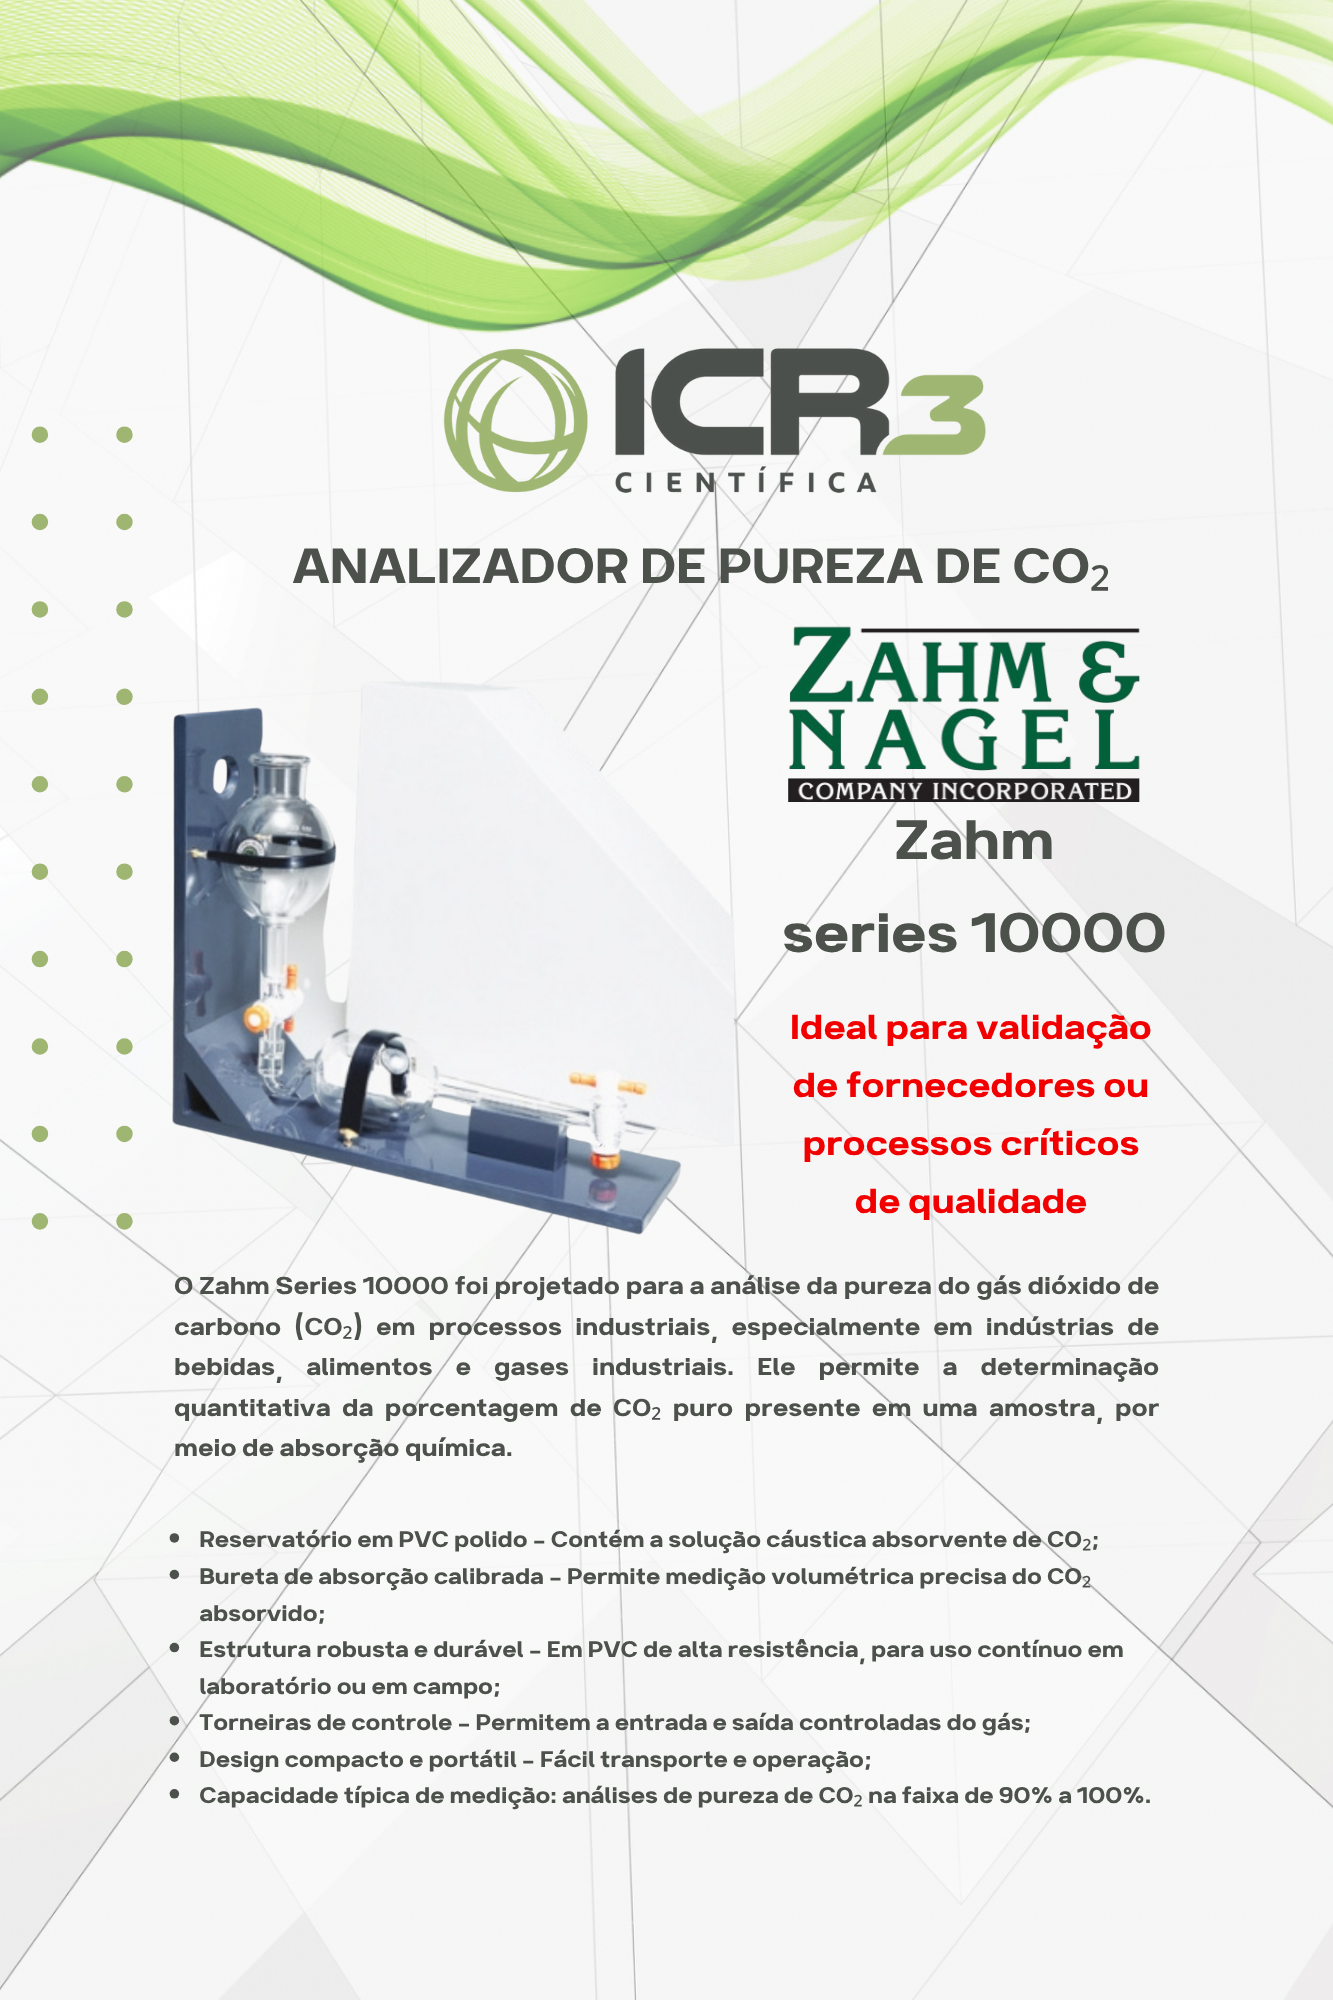 ICR3
CIENTÍFICA
ANALIZADOR DE PUREZA DE CO₂
ZAHM &
NAGEL
COMPANY INCORPORATED
Zahm
series 10000
Ideal para validação
de fornecedores ou
processos críticos
de qualidade
O Zahm Series 10000 foi projetado para a análise da pureza do gás dióxido de
carbono (CO₂) em processos industriais, especialmente em indústrias de
bebidas, alimentos e gases industriais. Ele permite a determinação
quantitativa da porcentagem de CO₂ puro presente em uma amostra, por
meio de absorção química.
• Reservatório em PVC polido – Contém a solução cáustica absorvente de CO₂;
• Bureta de absorção calibrada – Permite medição volumétrica precisa do CO₂
absorvido;
• Estrutura robusta e durável – Em PVC de alta resistência, para uso contínuo em
laboratório ou em campo;
• Torneiras de controle – Permitem a entrada e saída controladas do gás;
• Design compacto e portátil – Fácil transporte e operação;
• Capacidade típica de medição: análises de pureza de CO₂ na faixa de 90% a 100%.